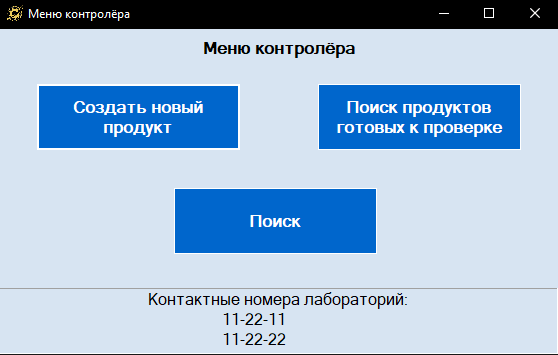 Меню контролёра
Меню контролёра
Создать новый
продукт
Поиск продуктов
готовых к проверке
Поиск
Контактные номера лабораторий:
11-22-11
11-22-22